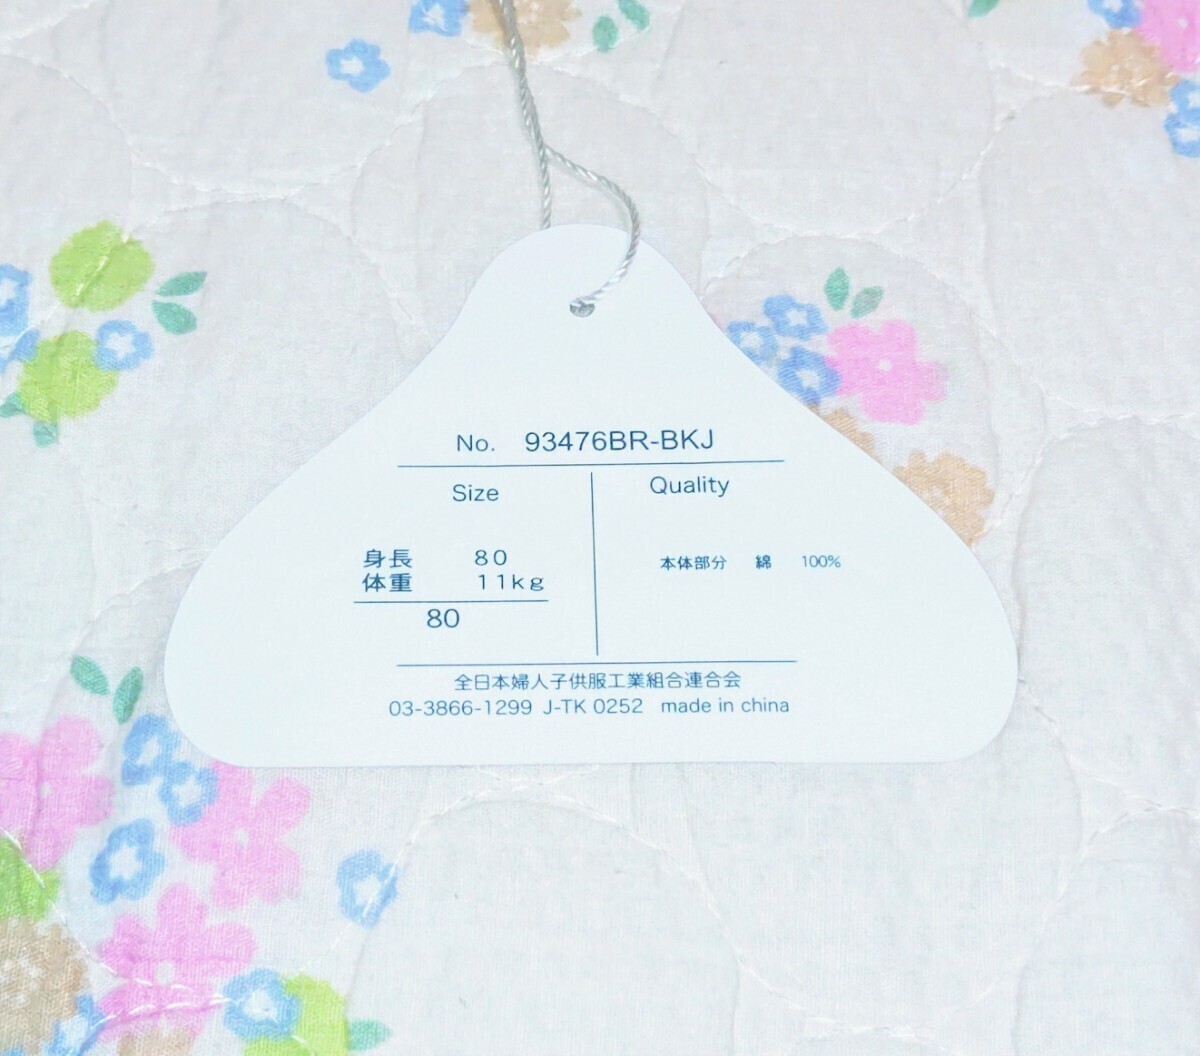 No. 93476BR-BKJ
Size
Quality
身長 80
体重 11kg
80
本体部分 綿 100%
全日本婦人子供服工業組合連合会
03-3866-1299 J-TK 0252 made in china